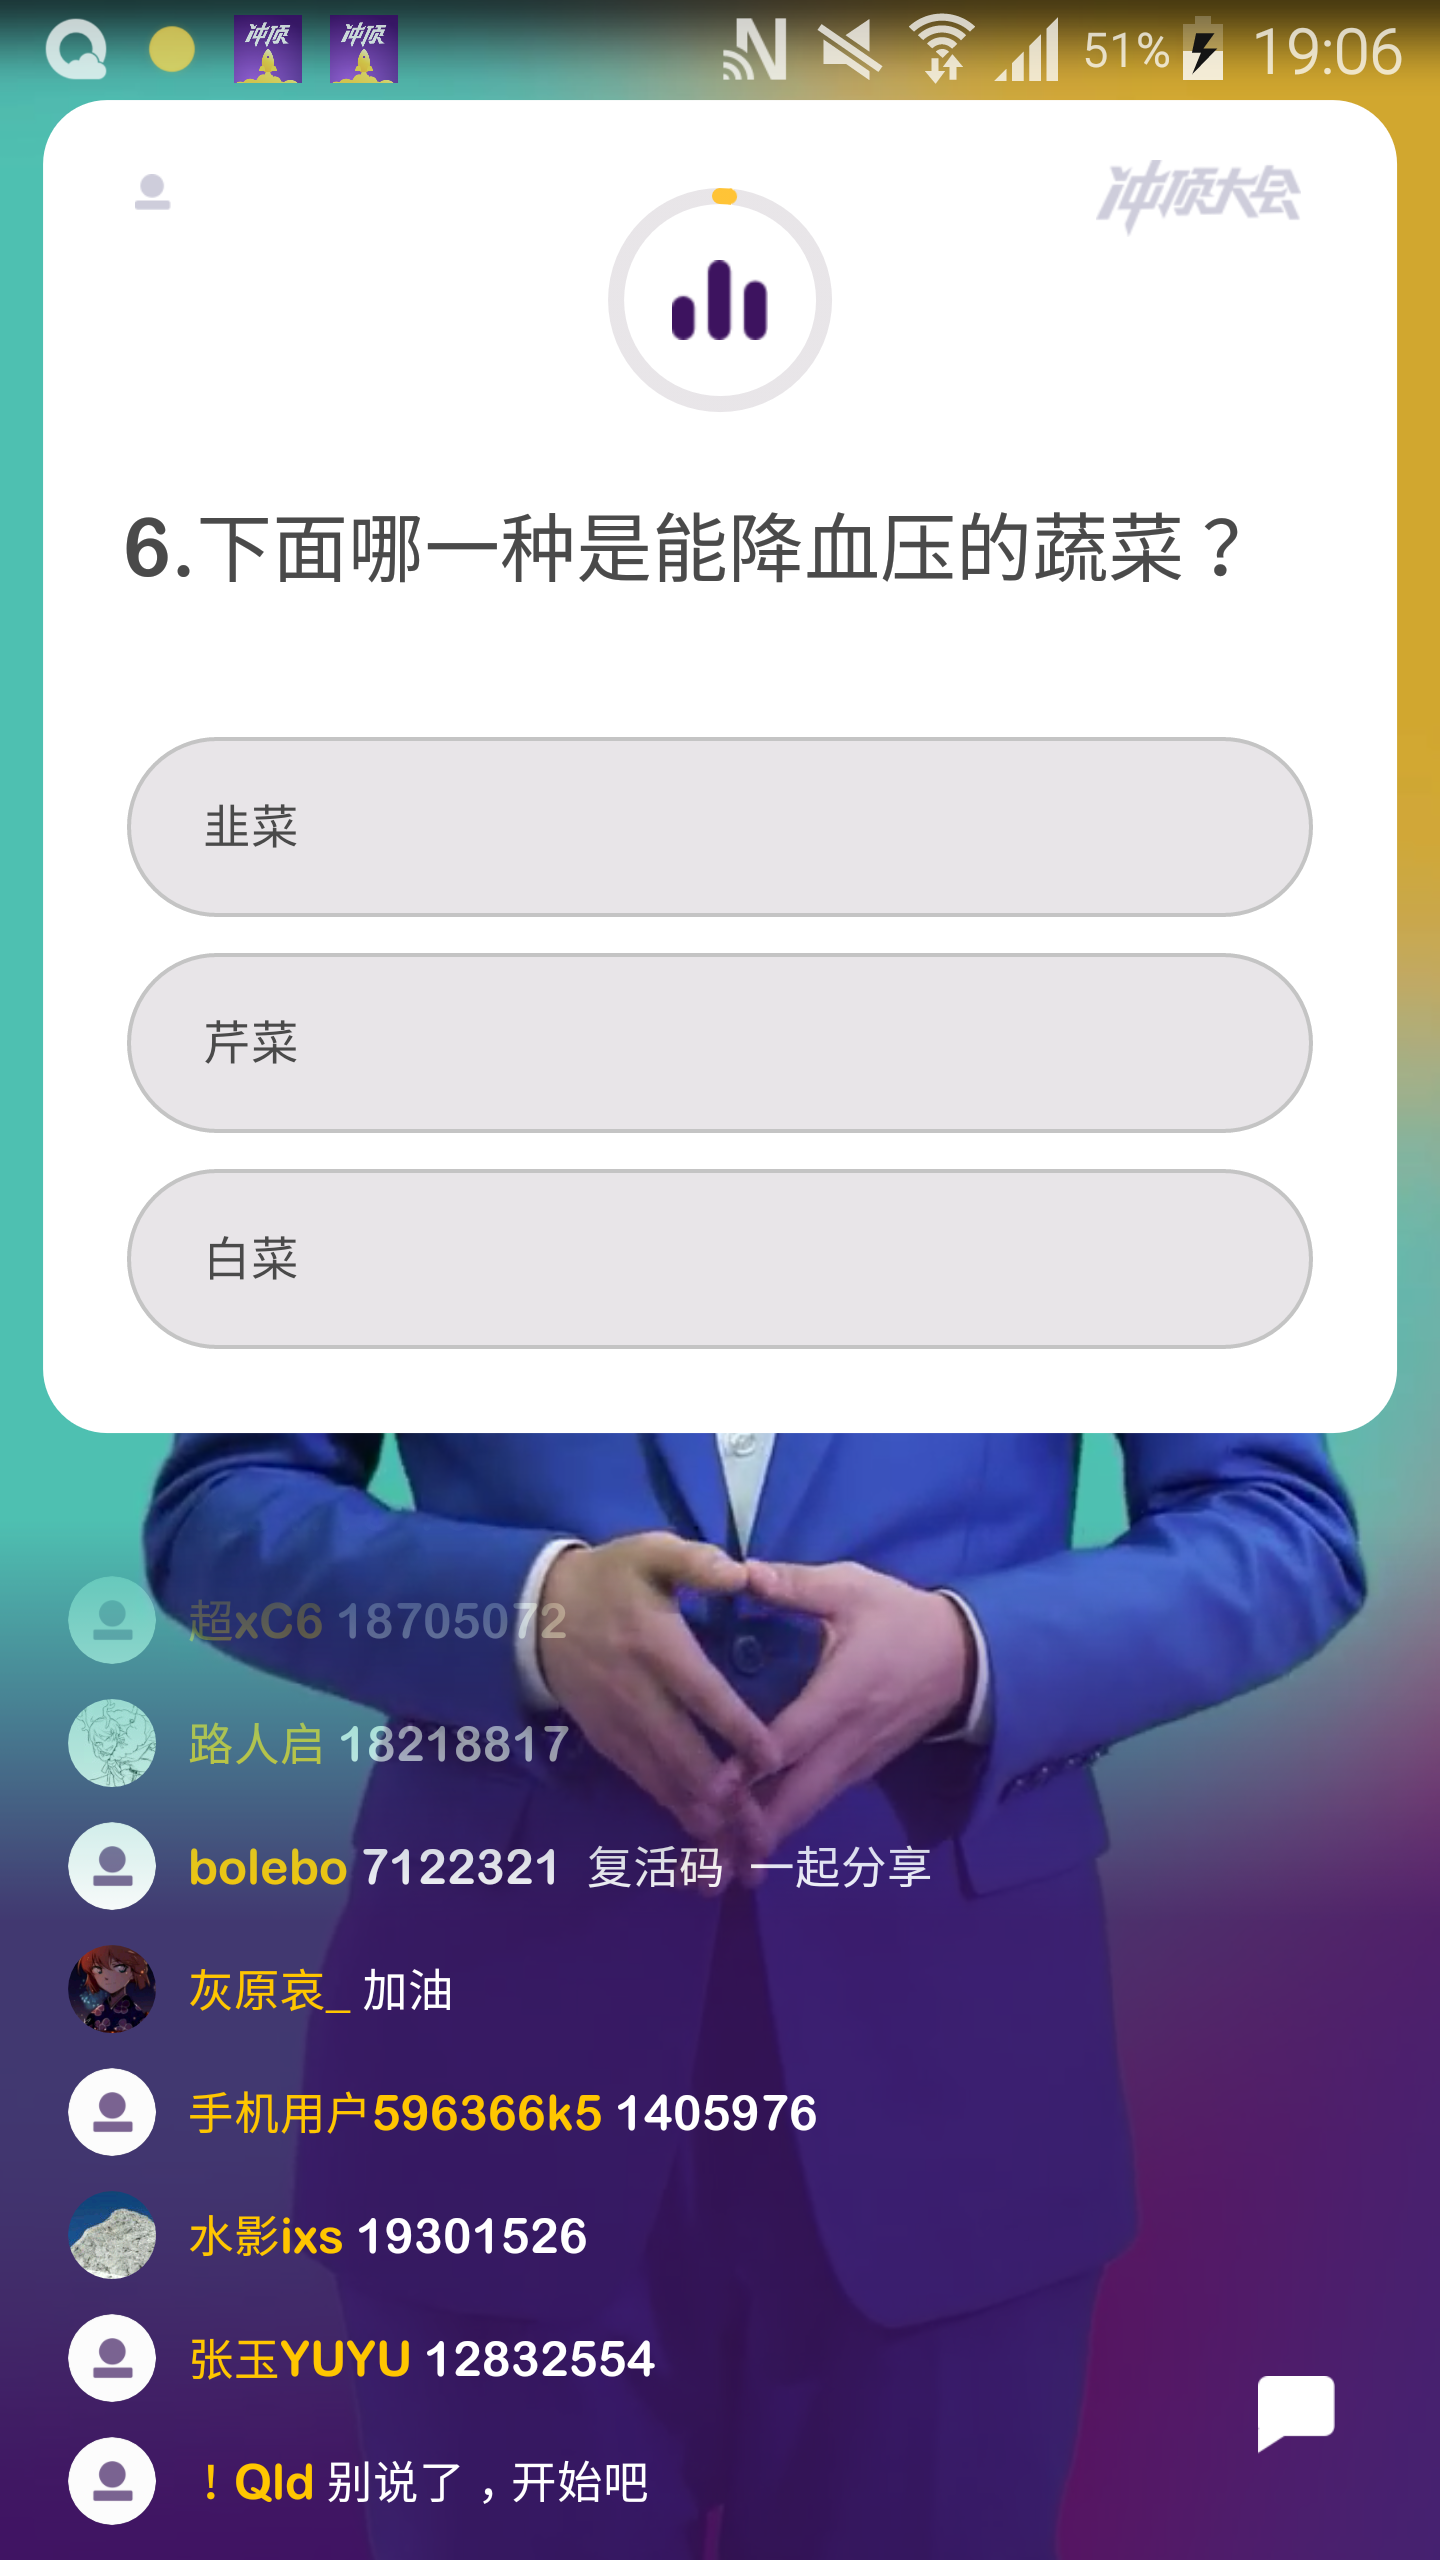 冲顶 冲顶 51% 19:06
冲顶大会
6.下面哪一种是能降血压的蔬菜？
韭菜
芹菜
白菜
超xC6 18705072
路人启 18218817
bolebo 7122321 复活码 一起分享
灰原哀_ 加油
手机用户596366k5 1405976
水影ixs 19301526
张玉YUYU 12832554
！Qld 别说了，开始吧